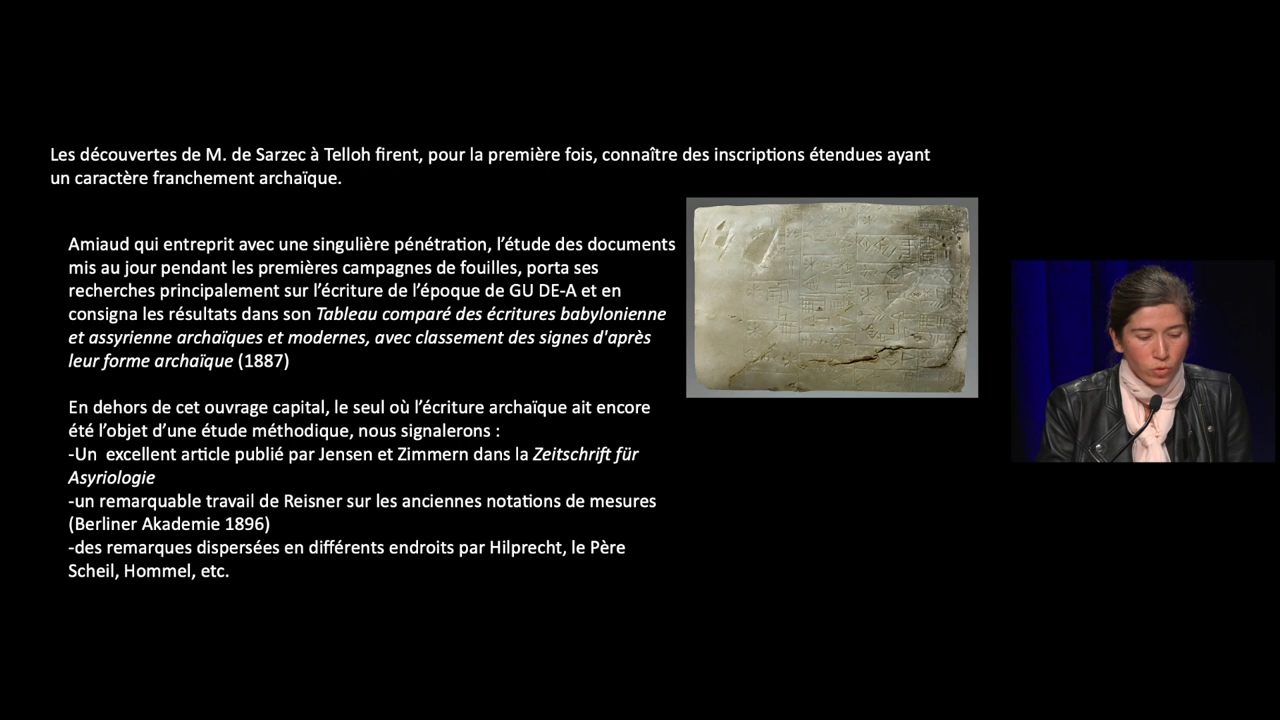 Les découvertes de M. de Sarzec à Telloh firent, pour la première fois, connaître des inscriptions étendues ayant
un caractère franchement archaïque.
Amiaud qui entreprit avec une singulière pénétration, l’étude des documents
mis au jour pendant les premières campagnes de fouilles, porta ses
recherches principalement sur l’écriture de l’époque de GU DE-A et en
consigna les résultats dans son Tableau comparé des écritures babylonienne
et assyrienne archaïques et modernes, avec classement des signes d'après
leur forme archaïque (1887)
En dehors de cet ouvrage capital, le seul où l’écriture archaïque ait encore
été l’objet d’une étude méthodique, nous signalerons :
-Un  excellent article publié par Jensen et Zimmern dans la Zeitschrift für
Asyriologie
-un remarquable travail de Reisner sur les anciennes notations de mesures
(Berliner Akademie 1896)
-des remarques dispersées en différents endroits par Hilprecht, le Père
Scheil, Hommel, etc.